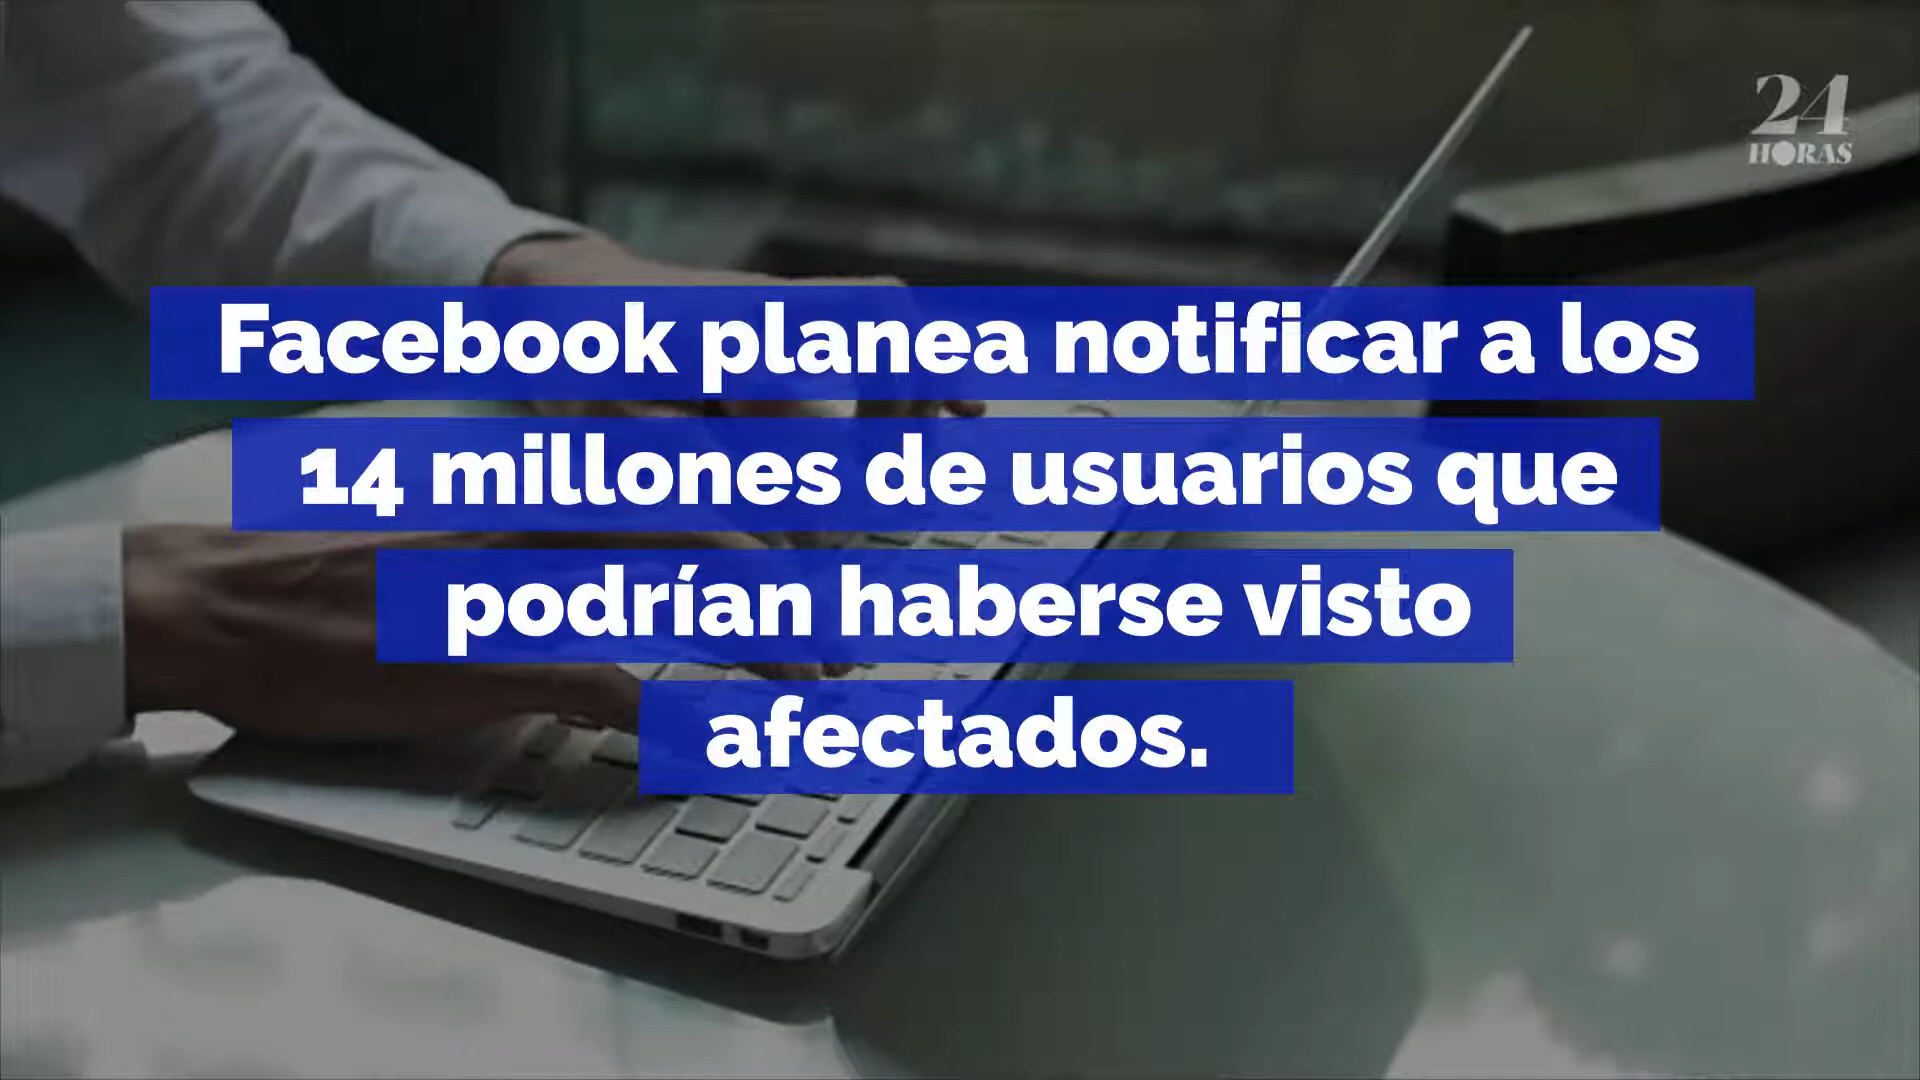 24
HORAS
Facebook planea notificar a los
14 millones de usuarios que
podrían haberse visto
afectados.